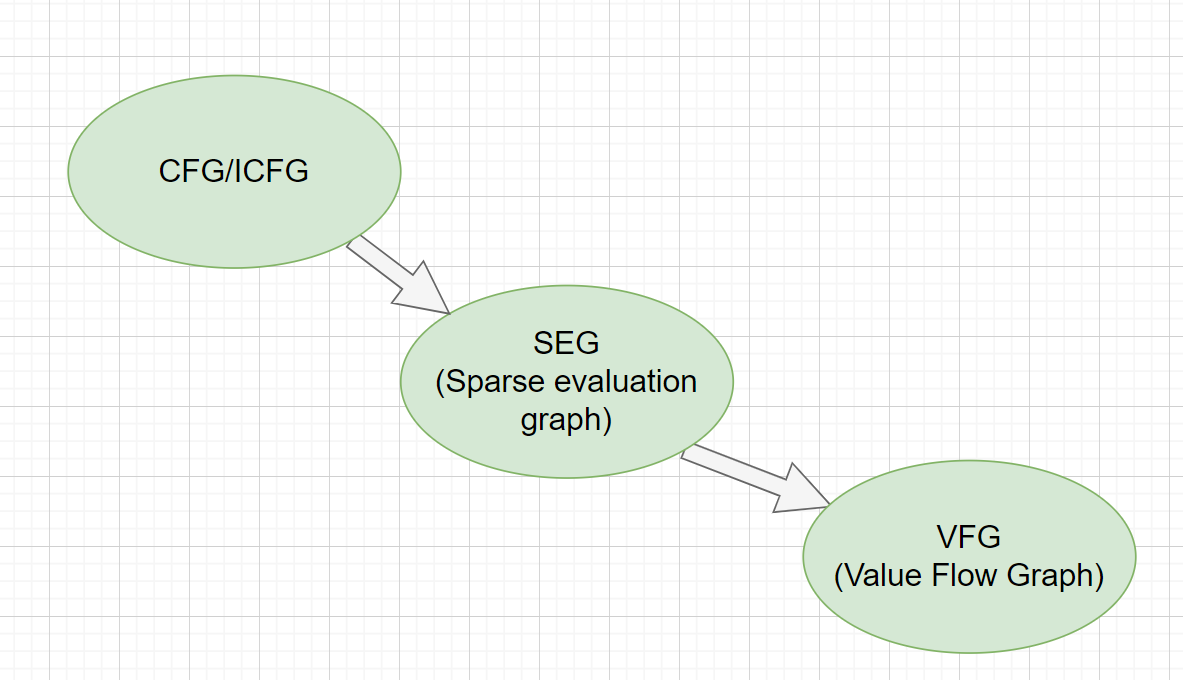 CFG/ICFG
SEG
(Sparse evaluation
graph)
VFG
(Value Flow Graph)